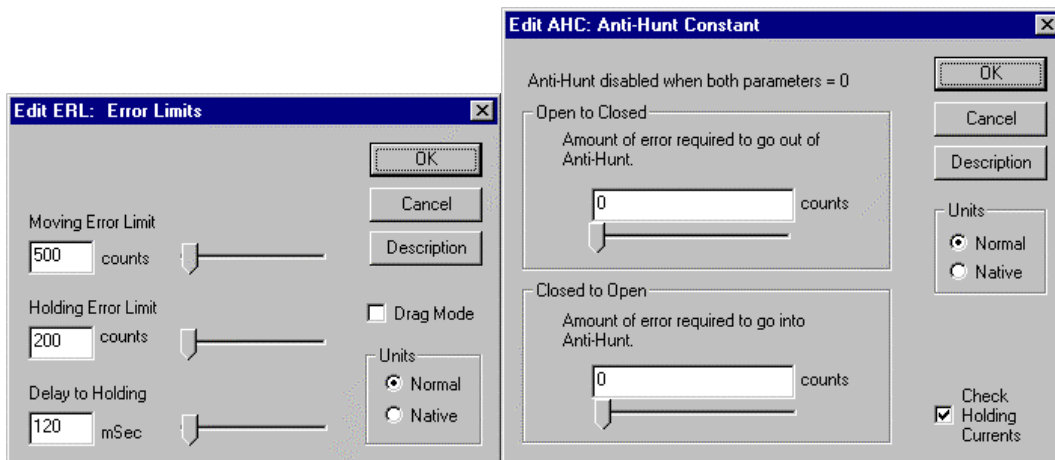 Edit ERL: Error Limits
OK
Cancel
Description
Moving Error Limit
500 counts
Holding Error Limit
200 counts
Drag Mode
Delay to Holding
120 mSec
Units
Normal
Native
Edit AHC: Anti-Hunt Constant
Anti-Hunt disabled when both parameters = 0
OK
Cancel
Description
Open to Closed
Amount of error required to go out of
Anti-Hunt.
0 counts
Units
Normal
Native
Closed to Open
Amount of error required to go into
Anti-Hunt.
0 counts
Check
Holding
Currents